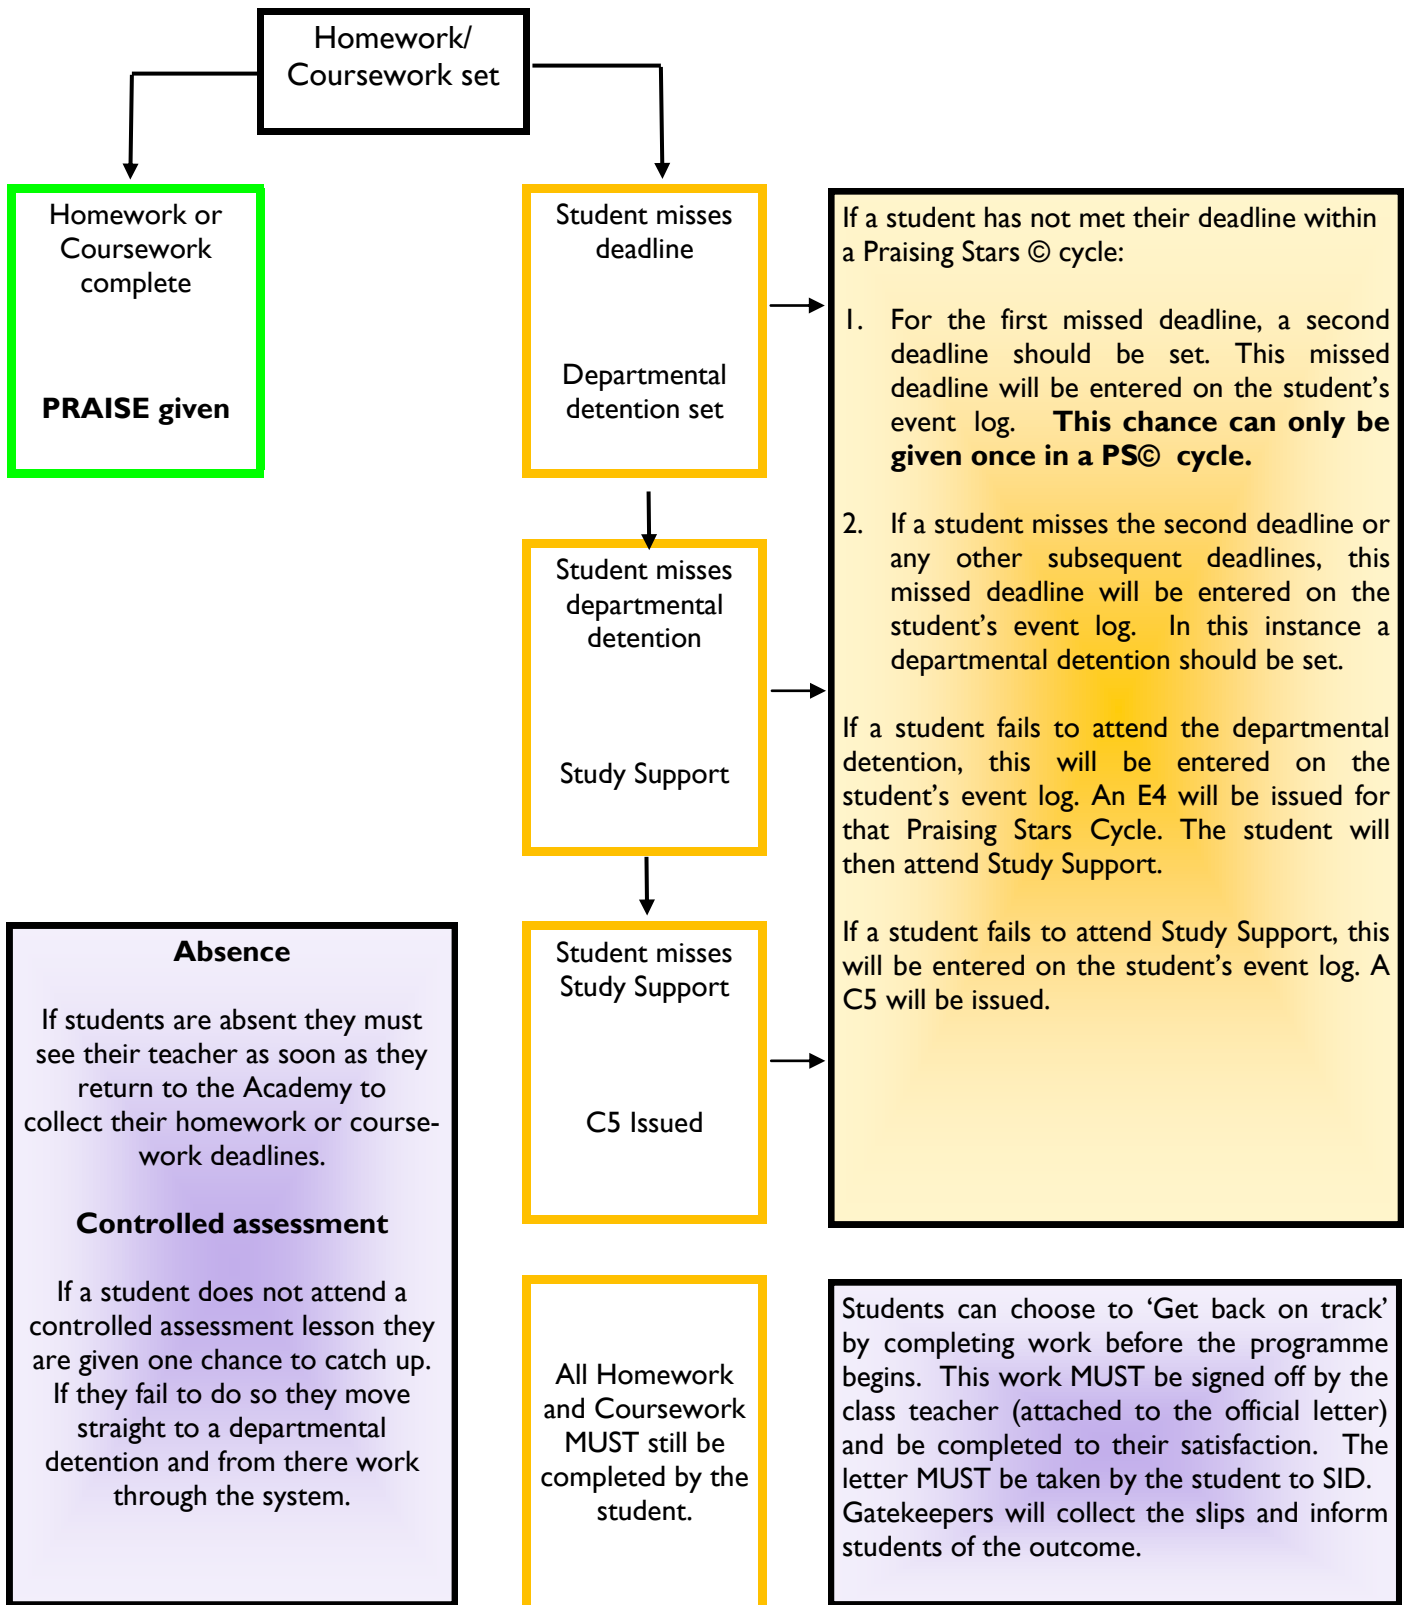 Homework/
Coursework set
Homework or
Coursework
complete
PRAISE given
Student misses
deadline
Departmental
detention set
If a student has not met their deadline within
a Praising Stars © cycle:
1. For the first missed deadline, a second
deadline should be set. This missed
deadline will be entered on the student’s
event log. This chance can only be
given once in a PS© cycle.
2. If a student misses the second deadline or
any other subsequent deadlines, this
missed deadline will be entered on the
student’s event log. In this instance a
departmental detention should be set.
If a student fails to attend the departmental
detention, this will be entered on the
student’s event log. An E4 will be issued for
that Praising Stars Cycle. The student will
then attend Study Support.
If a student fails to attend Study Support, this
will be entered on the student’s event log. A
C5 will be issued.
Student misses
departmental
detention
Study Support
Student misses
Study Support
C5 Issued
Absence
If students are absent they must
see their teacher as soon as they
return to the Academy to
collect their homework or course-
work deadlines.
Controlled assessment
If a student does not attend a
controlled assessment lesson they
are given one chance to catch up.
If they fail to do so they move
straight to a departmental
detention and from there work
through the system.
All Homework
and Coursework
MUST still be
completed by the
student.
Students can choose to ‘Get back on track’
by completing work before the programme
begins. This work MUST be signed off by the
class teacher (attached to the official letter)
and be completed to their satisfaction. The
letter MUST be taken by the student to SID.
Gatekeepers will collect the slips and inform
students of the outcome.